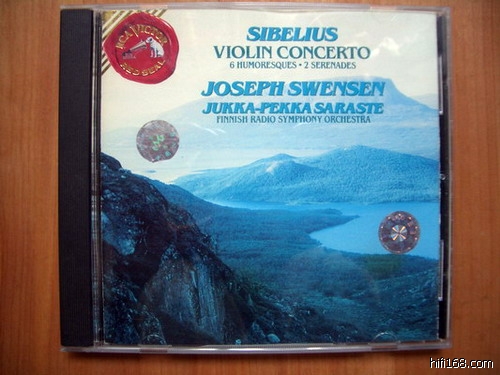 RCA VICTOR
RED SEAL
SIBELIUS
VIOLIN CONCERTO
6 HUMORESQUES • 2 SERENADES
JOSEPH SWENSEN
JUKKA-PEKKA SARASTE
FINNISH RADIO SYMPHONY ORCHESTRA
hifi168.com